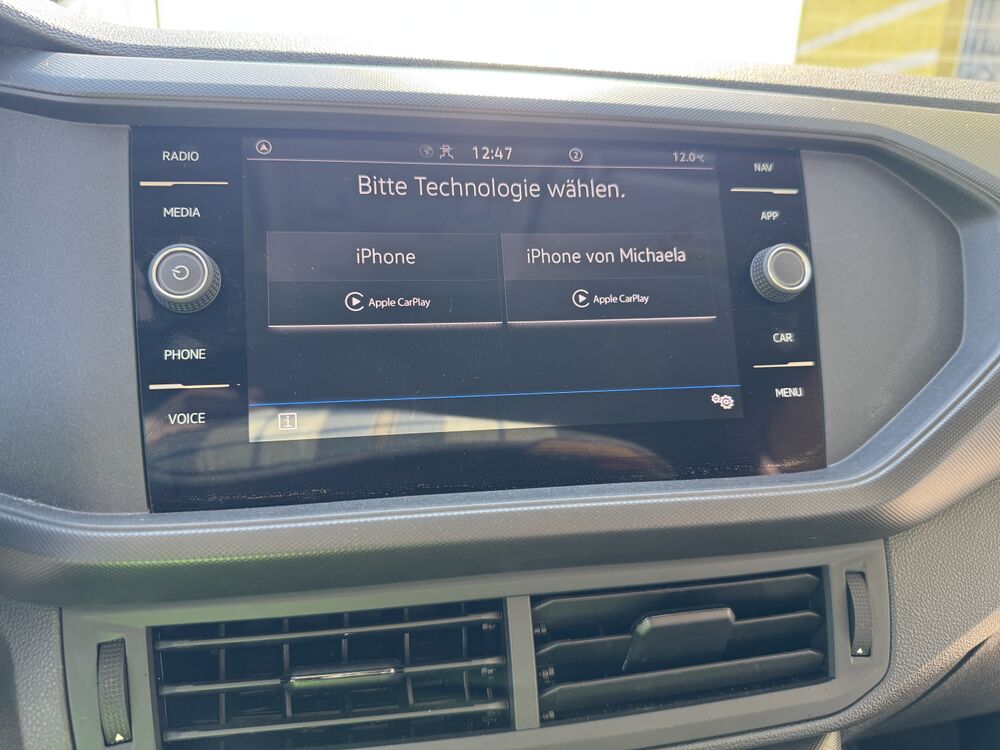 RADIO
MEDIA
PHONE
VOICE
12:47
2
12.0°C
Bitte Technologie wählen.
iPhone
Apple CarPlay
iPhone von Michaela
Apple CarPlay
i
NAV
APP
CAR
MENU